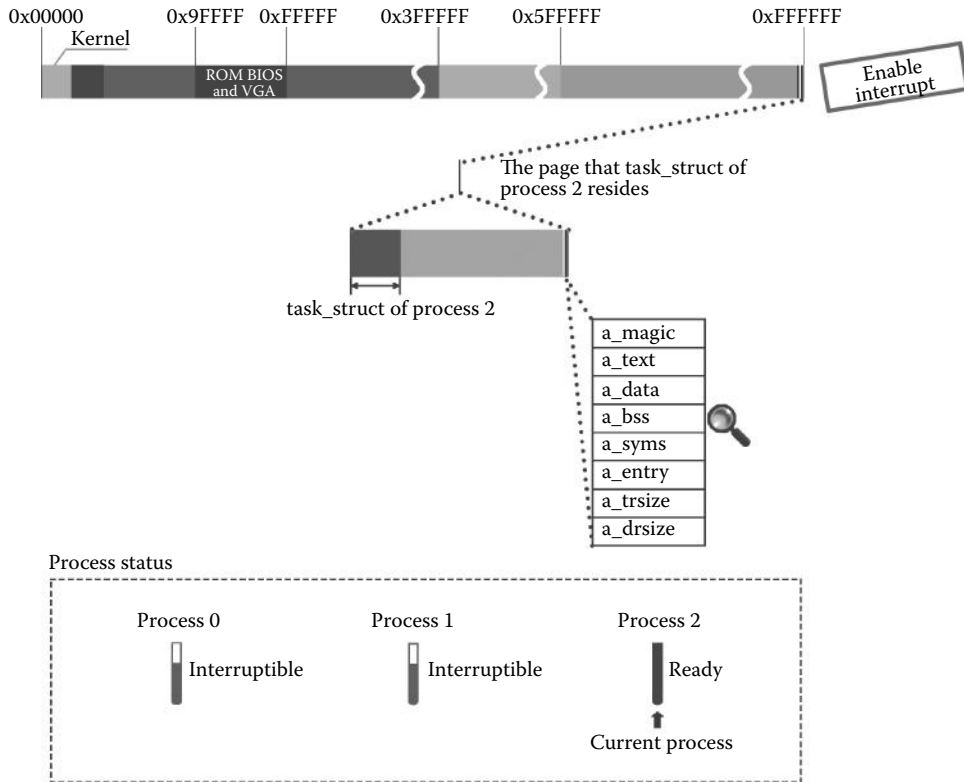 0x00000 0x9FFFF 0xFFFFF 0x3FFFFF 0x5FFFFF 0xFFFFFF
Kernel
ROM BIOS
and VGA
Enable
interrupt
The page that task_struct of
process 2 resides
task_struct of process 2
a_magic
a_text
a_data
a_bss
a_syms
a_entry
a_trsize
a_drsize
Process status
Process 0
Interruptible
Process 1
Interruptible
Process 2
Ready
Current process